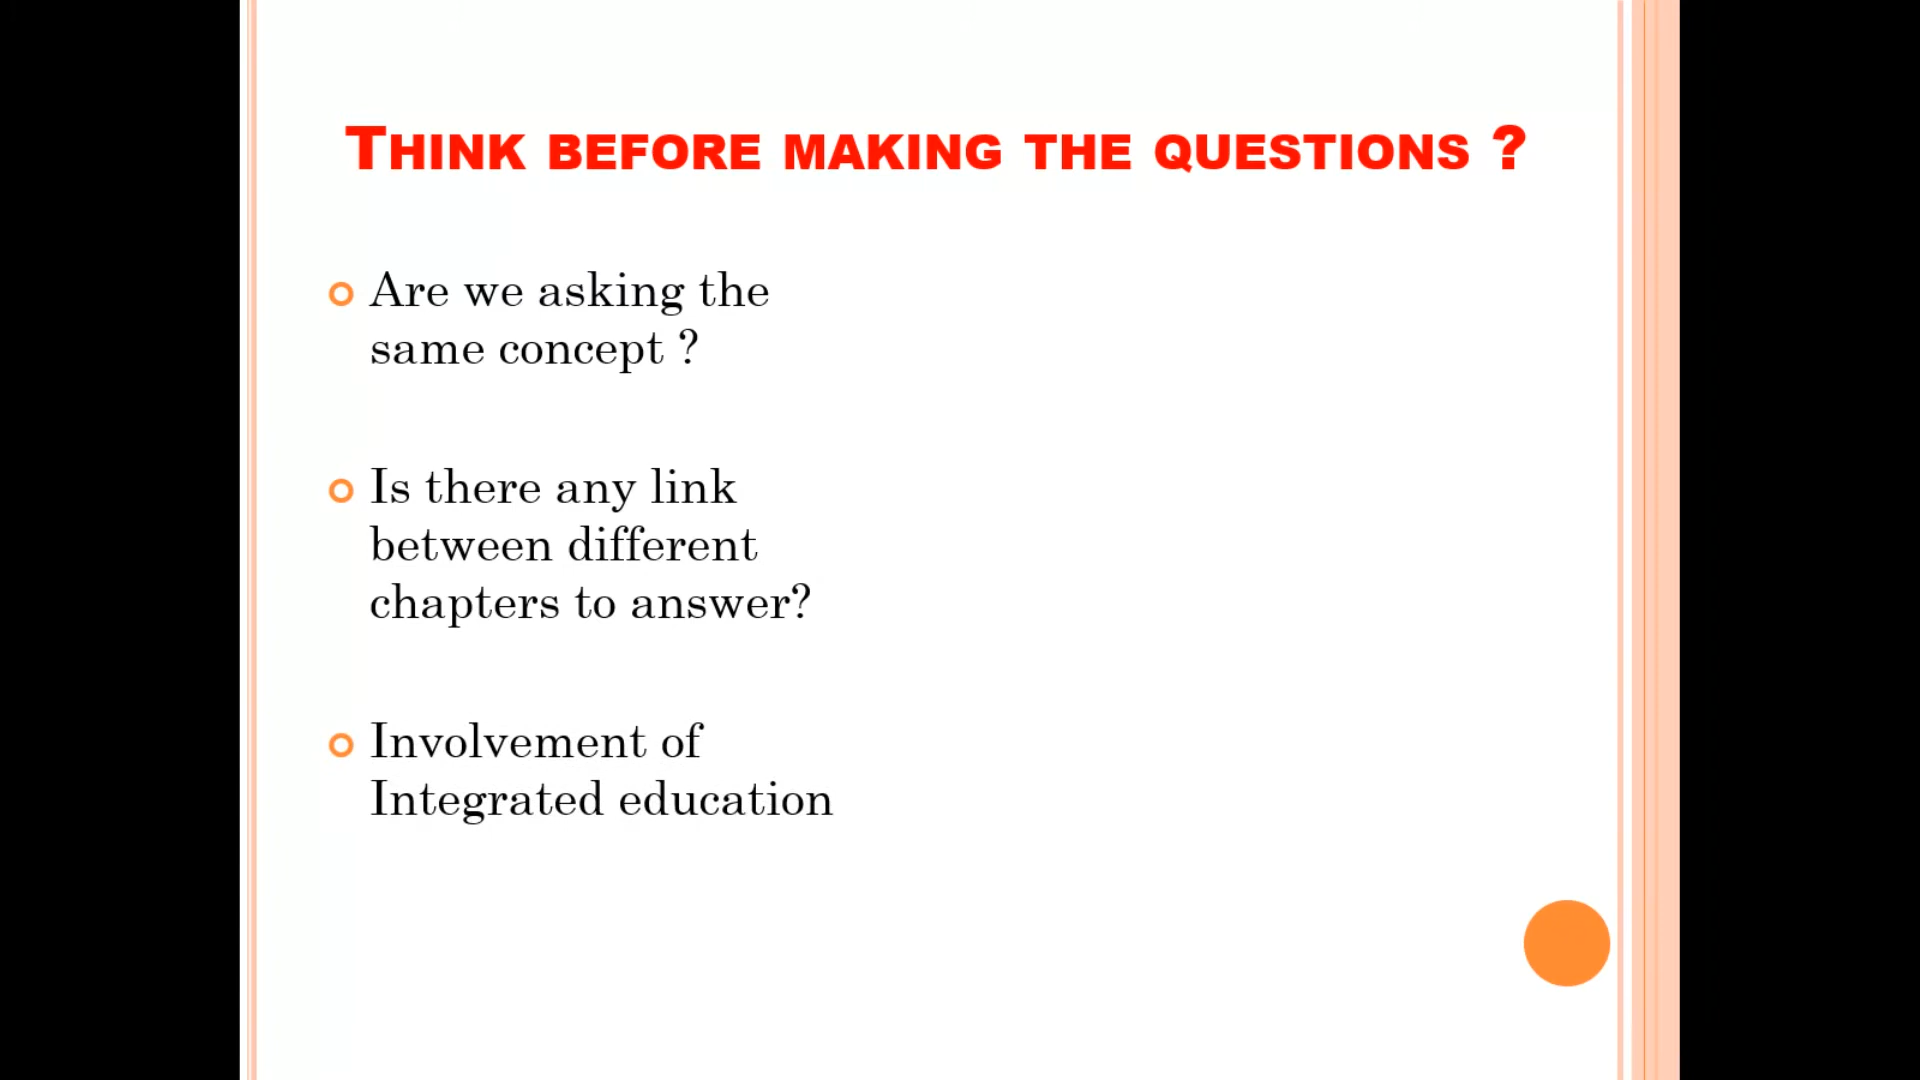 THINK BEFORE MAKING THE QUESTIONS ?
Are we asking the
same concept ?
Is there any link
between different
chapters to answer?
Involvement of
Integrated education